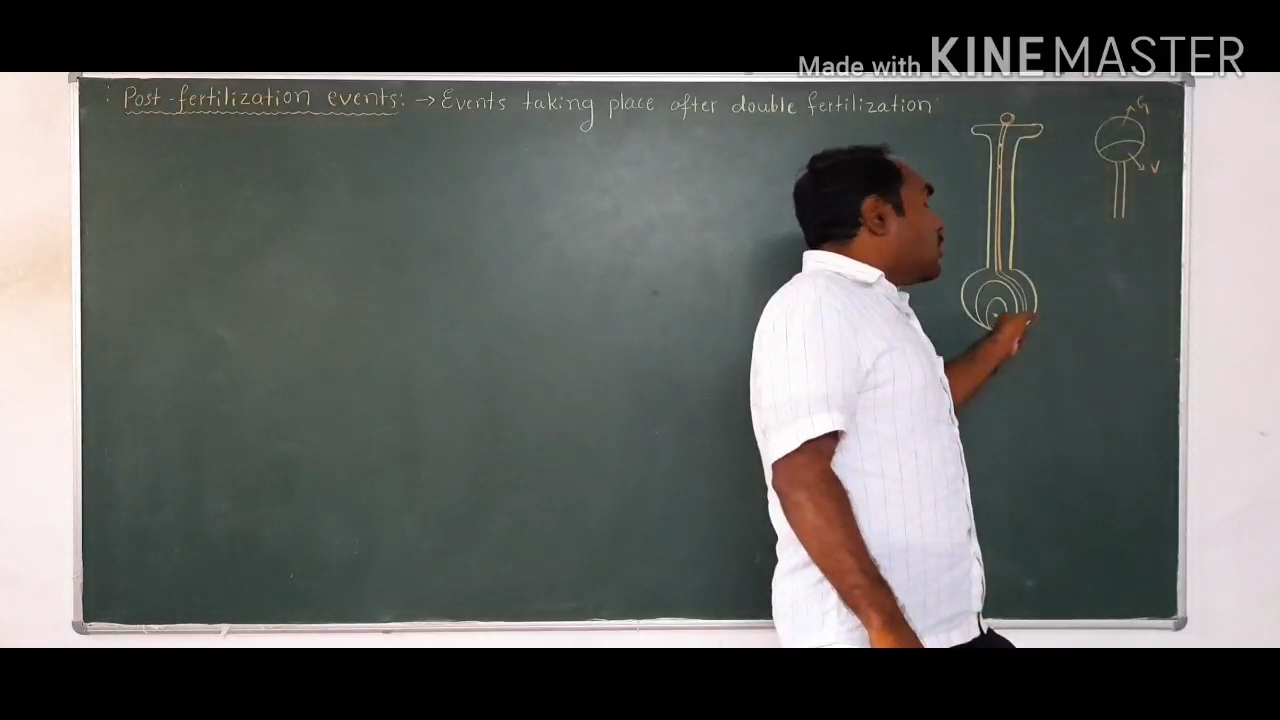 Made with KINEMASTER
: Post-fertilization events: → Events taking place after double fertilization
G
V